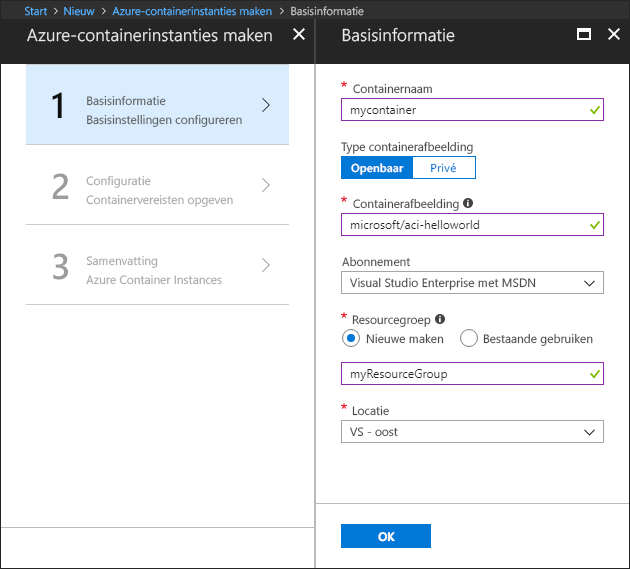 Start > Nieuw > Azure-containerinstanties maken > Basisinformatie
Azure-containerinstanties maken
1
Basisinformatie
Basisinstellingen configureren
2
Configuratie
Containervereisten opgeven
3
Samenvatting
Azure Container Instances
Basisinformatie
* Containernaam
mycontainer
Type containerafbeelding
Openbaar Privé
* Containerafbeelding
microsoft/aci-helloworld
Abonnement
Visual Studio Enterprise met MSDN
* Resourcegroep
Nieuwe maken Bestaande gebruiken
myResourceGroup
* Locatie
VS - oost
OK